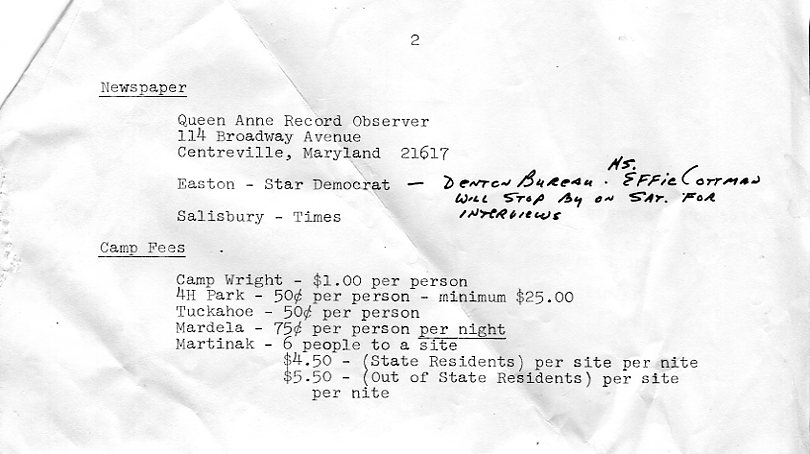 2
Newspaper
Queen Anne Record Observer
114 Broadway Avenue
Centreville, Maryland 21617
Easton - Star Democrat — DENTON BUREAU. MS. EFFIE COTTMAN
WILL STOP BY ON SAT. FOR
INTERVIEWS
Salisbury - Times
Camp Fees
Camp Wright - $1.00 per person
4H Park - 50¢ per person - minimum $25.00
Tuckahoe - 50¢ per person
Mardela - 75¢ per person per night
Martinak - 6 people to a site
$4.50 - (State Residents) per site per nite
$5.50 - (Out of State Residents) per site
per nite